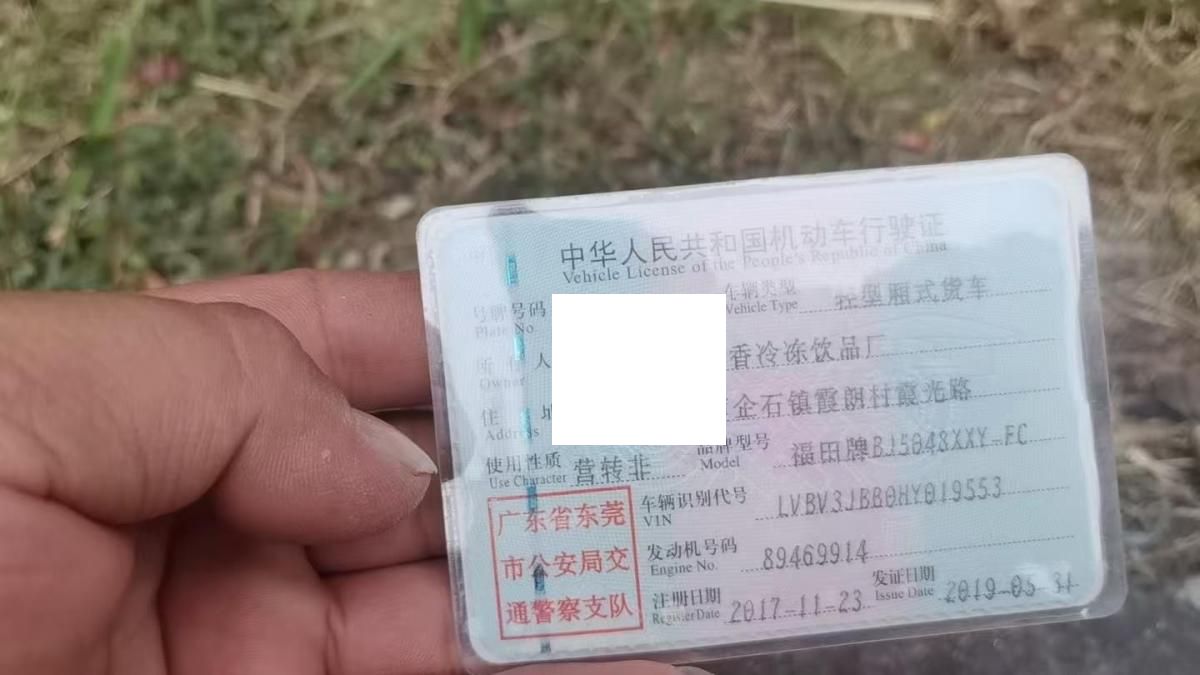 中华人民共和国机动车行驶证
Vehicle License of the People's Republic of China
号牌号码 车辆类型 轻型厢式货车
Plate No. Vehicle Type
所有人 香冷冻饮品厂
Owner
住 址 企石镇霞朗村霞光路
Address
使用性质 营转非 品牌型号 福田牌BJ5048XXY-FC
Use Character Model
广东省东莞
市公安局交
通警察支队
车辆识别代号 LVBV3JBB0HY019553
VIN
发动机号码 89469914
Engine No.
注册日期 2017-11-23 发证日期 2019-05-31
Register Date Issue Date